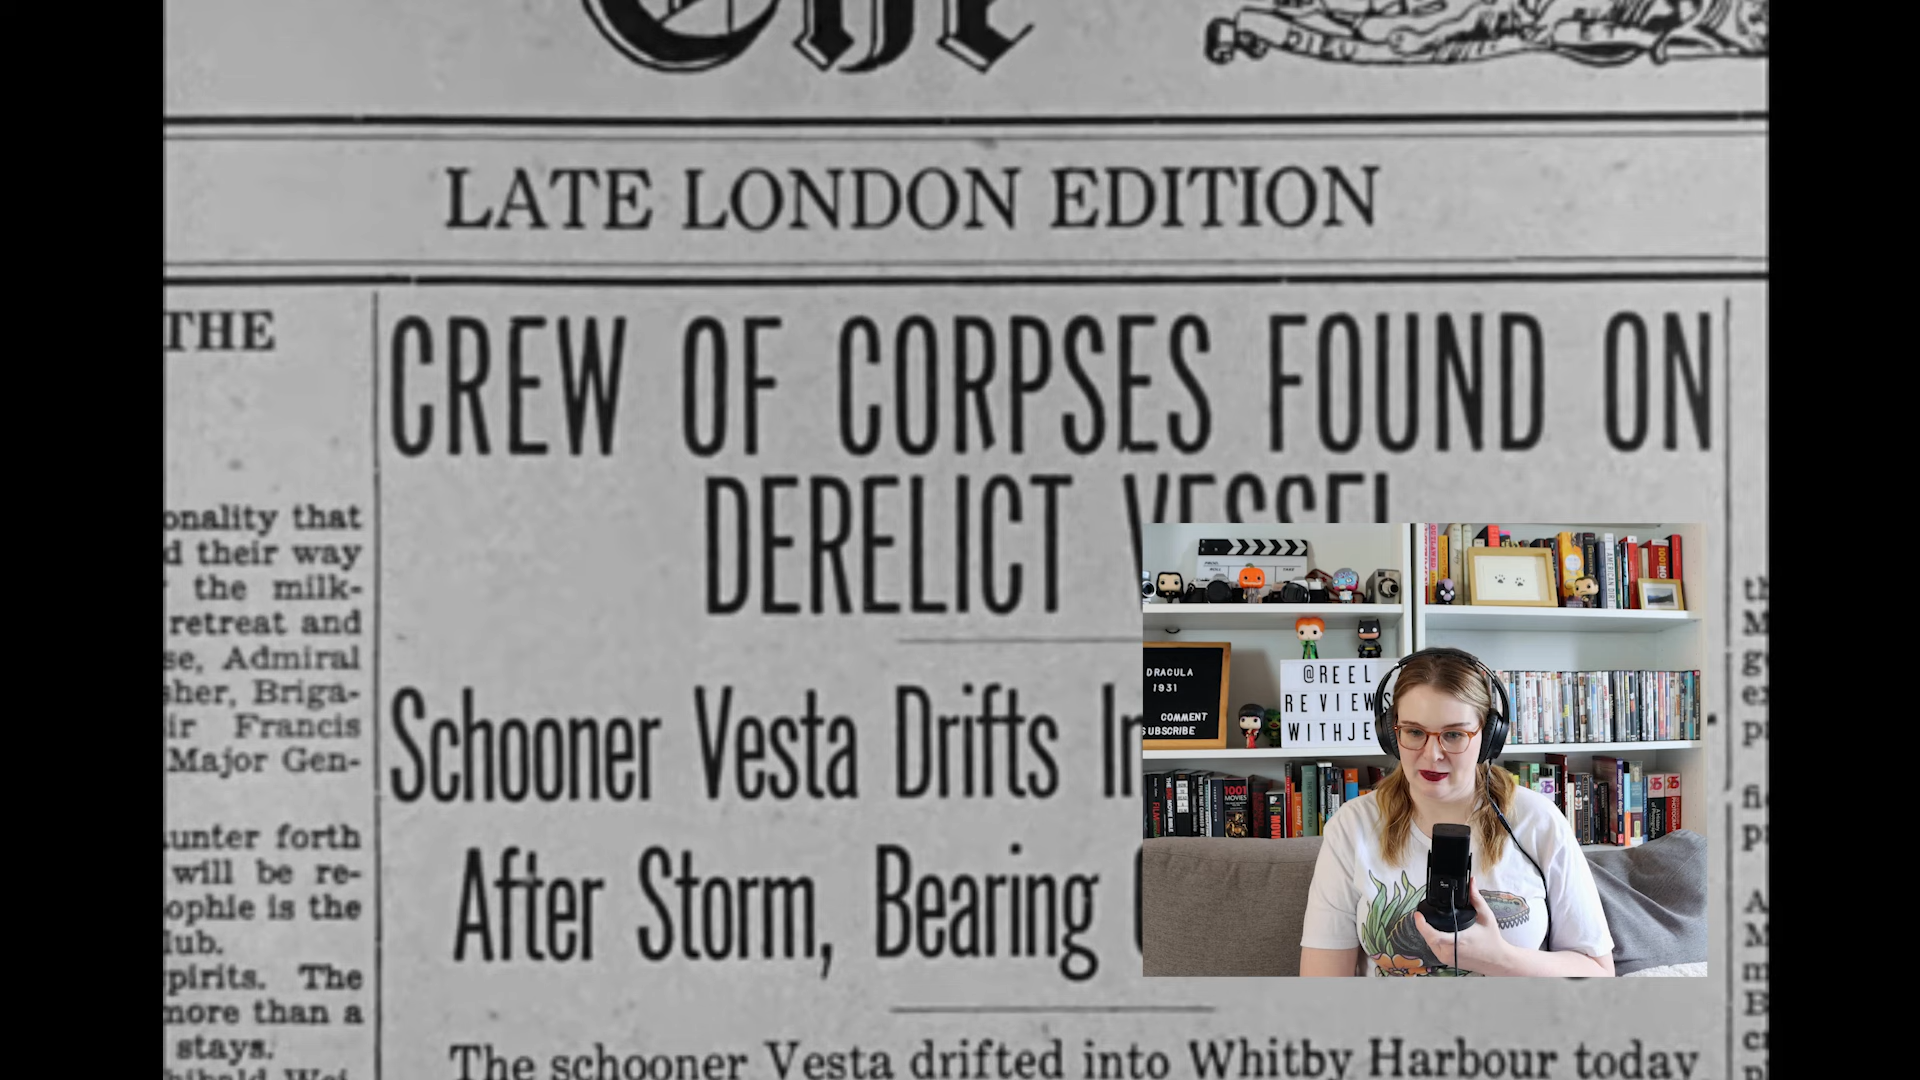 The
LATE LONDON EDITION
THE
onality that
d their way
the milk-
retreat and
se, Admiral
sher, Briga-
ir Francis
Major Gen-
unter forth
will be re-
ophie is the
lub.
pirits. The
more than a
stays.
CREW OF CORPSES FOUND ON
DERELICT VESSEL
Schooner Vesta Drifts In
After Storm, Bearing
The schooner Vesta drifted into Whitby Harbour today
DRACULA
1931
COMMENT
SUBSCRIBE
@REEL
REVIEWS
WITHJE
1001
MOVIES